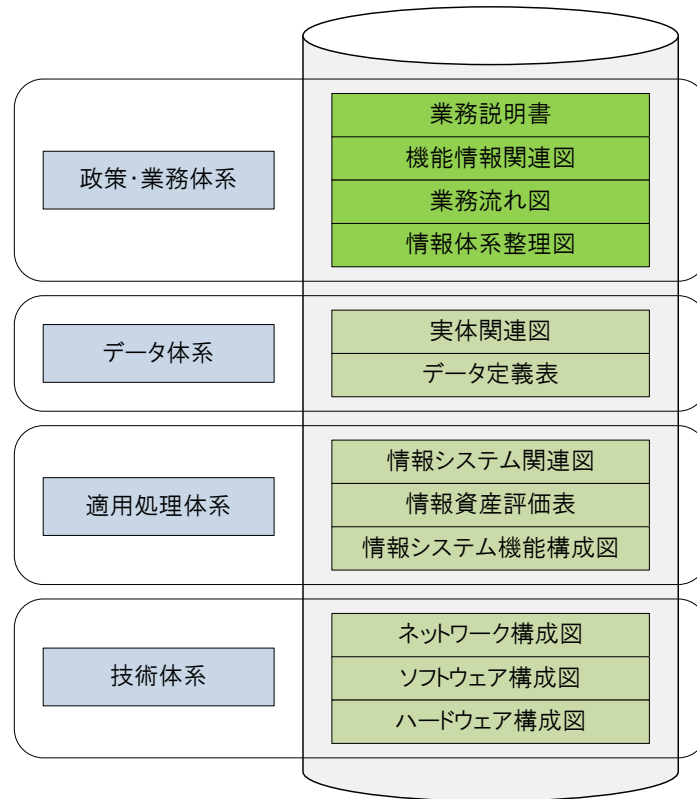 政策・業務体系
業務説明書
機能情報関連図
業務流れ図
情報体系整理図
データ体系
実体関連図
データ定義表
適用処理体系
情報システム関連図
情報資産評価表
情報システム機能構成図
技術体系
ネットワーク構成図
ソフトウェア構成図
ハードウェア構成図